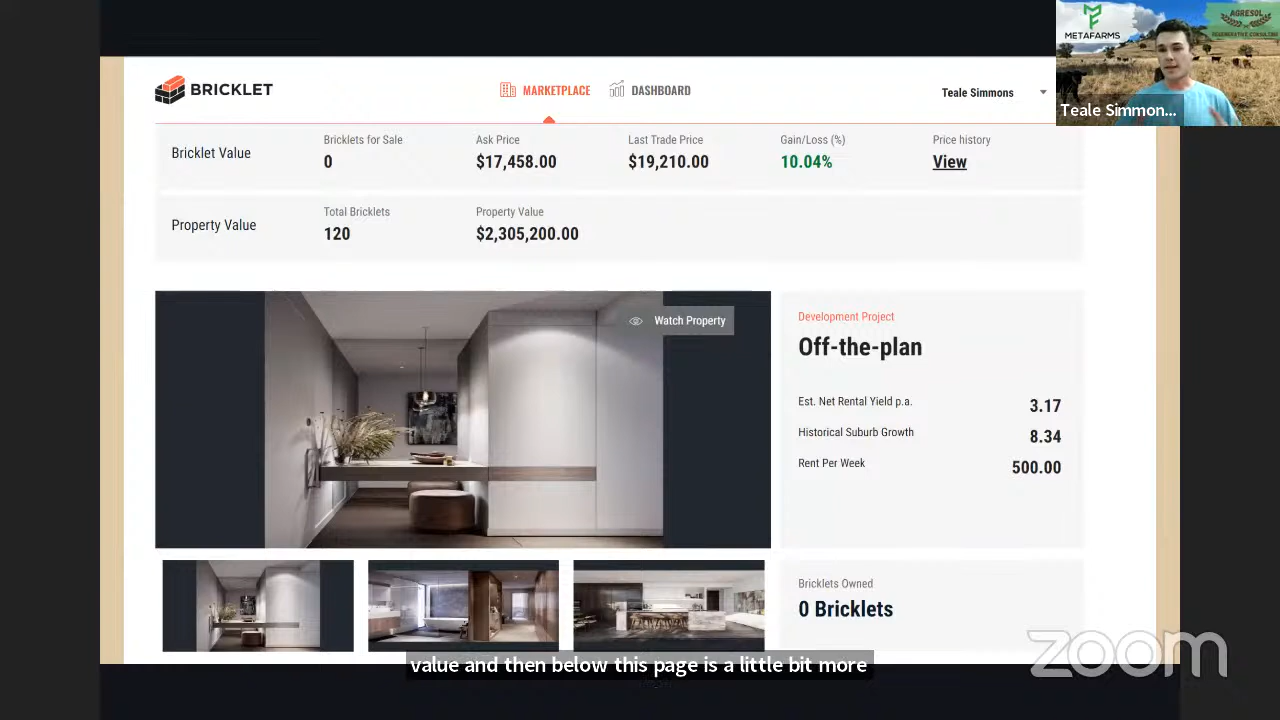 METAFARMS
AGRESOL
REGENERATIVE CONSULTING
Teale Simmon...
BRICKLET
MARKETPLACE
DASHBOARD
Teale Simmons
Bricklet Value
Bricklets for Sale
0
Ask Price
$17,458.00
Last Trade Price
$19,210.00
Gain/Loss (%)
10.04%
Price history
View
Property Value
Total Bricklets
120
Property Value
$2,305,200.00
Watch Property
Development Project
Off-the-plan
Est. Net Rental Yield p.a.
3.17
Historical Suburb Growth
8.34
Rent Per Week
500.00
Bricklets Owned
0 Bricklets
value and then below this page is a little bit more
zoom